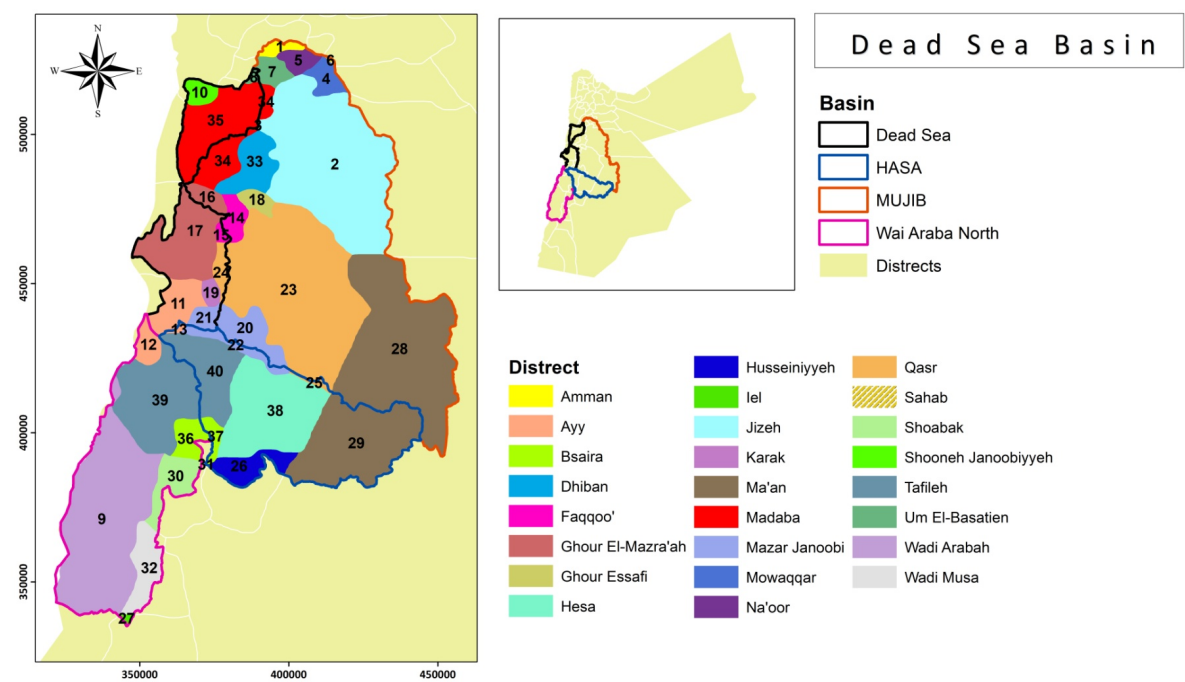 Dead Sea Basin
N
W
E
S
500000
450000
400000
350000
350000
400000
450000
1
5
6
7
4
8
10
34
35
3
33
34
2
16
18
14
17
15
24
23
19
11
21
20
13
12
22
28
40
25
39
38
36
37
29
31
26
30
9
32
27
Basin
Dead Sea
HASA
MUJIB
Wai Araba North
Distrects
Distrect
Amman
Ayy
Bsaira
Dhiban
Faqqoo'
Ghour El-Mazra'ah
Ghour Essafi
Hesa
Husseiniyyeh
Iel
Jizeh
Karak
Ma'an
Madaba
Mazar Janoobi
Mowaqqar
Na'oor
Qasr
Sahab
Shoabak
Shooneh Janoobiyyeh
Tafileh
Um El-Basatien
Wadi Arabah
Wadi Musa